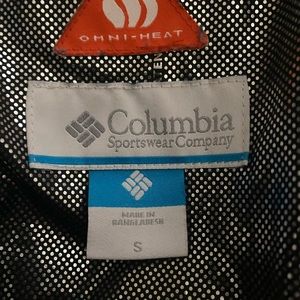 OMNI-HEAT
Columbia
Sportswear Company
MADE IN
BANGLADESH
S